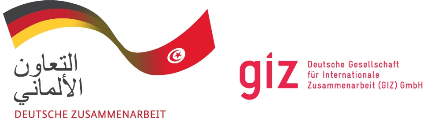 التعاون
الألماني
DEUTSCHE ZUSAMMENARBEIT
giz
Deutsche Gesellschaft
für Internationale
Zusammenarbeit (GIZ) GmbH